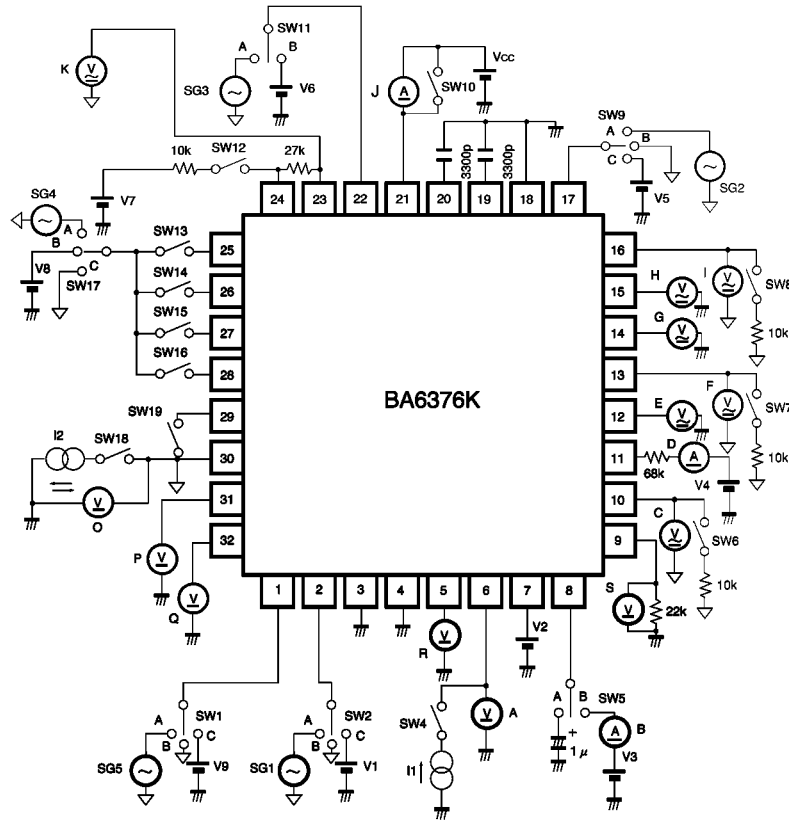 SW11
A B
K V
SG3
V6
J A
SW10
Vcc
SW9
A B
C
SG2
V5
10k SW12 27k
3300p 3300p
V7
24 23 22 21 20 19 18 17
SG4
A
B
C
V8
SW17
SW13 25
SW14 26
SW15 27
SW16 28
SW19 29
I2 SW18 30
V
O
31
32
P V
Q V
BA6376K
16
15 H V
I V
SW8
14 G V
10k
13
12 E V
F V
SW7
11 D A
68k
V4
10k
10
9
C V
SW6
10k
S V
22k
1 2 3 4 5 6 7 8
R V
V2
A B C
SW1
SG5
V9
A B C
SW2
SG1
V1
SW4
V A
I1
A B SW5
+
1μ
A B
V3